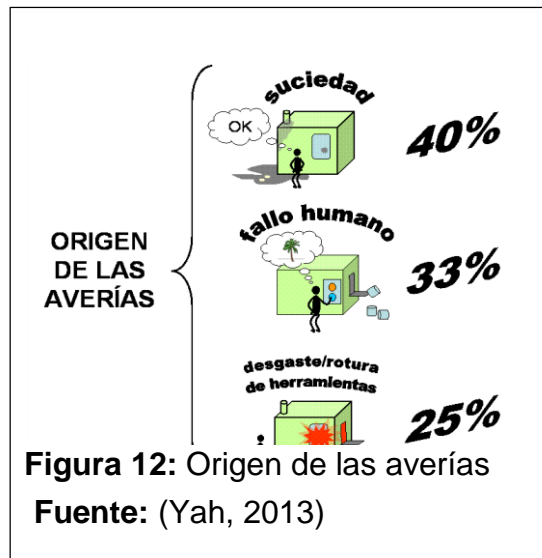 suciedad
OK
40%
fallo humano
33%
ORIGEN
DE LAS
AVERÍAS
desgaste/rotura
de herramientas
25%
Figura 12: Origen de las averías
Fuente: (Yah, 2013)